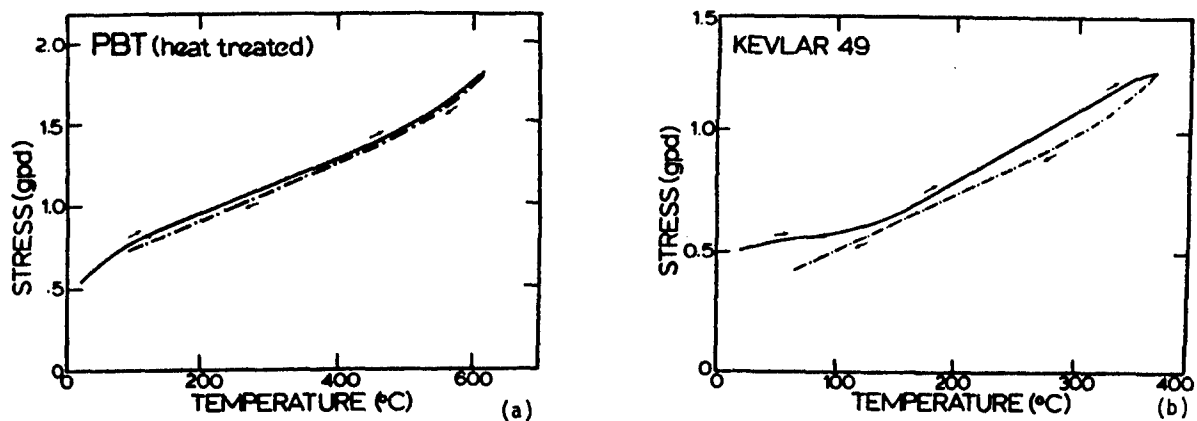 PBT (heat treated)
STRESS (gpd)
2.0
1.5
1.0
.5
0
0
200
400
600
TEMPERATURE (°C)
(a)
KEVLAR 49
STRESS (gpd)
1.5
1.0
0.5
0
0
100
200
300
400
TEMPERATURE (°C)
(b)